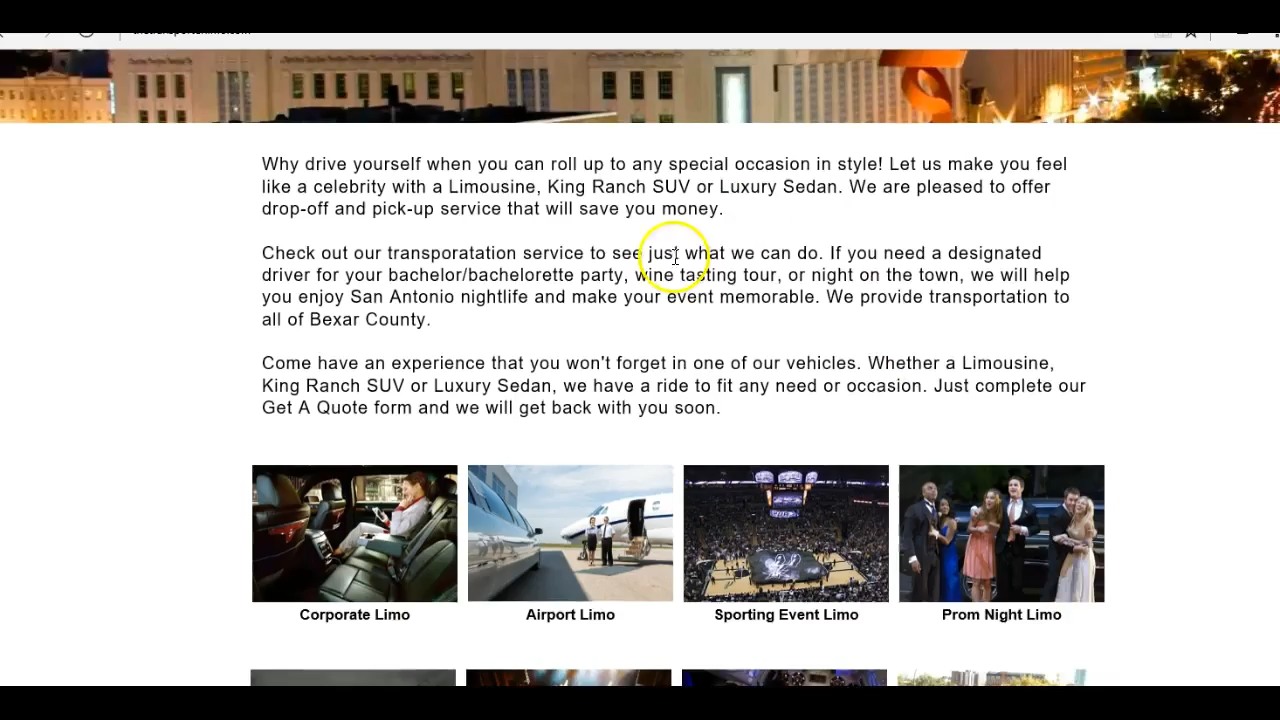 Why drive yourself when you can roll up to any special occasion in style! Let us make you feel
like a celebrity with a Limousine, King Ranch SUV or Luxury Sedan. We are pleased to offer
drop-off and pick-up service that will save you money.
Check out our transporatation service to see just what we can do. If you need a designated
driver for your bachelor/bachelorette party, wine tasting tour, or night on the town, we will help
you enjoy San Antonio nightlife and make your event memorable. We provide transportation to
all of Bexar County.
Come have an experience that you won't forget in one of our vehicles. Whether a Limousine,
King Ranch SUV or Luxury Sedan, we have a ride to fit any need or occasion. Just complete our
Get A Quote form and we will get back with you soon.
Corporate Limo
Airport Limo
Sporting Event Limo
Prom Night Limo